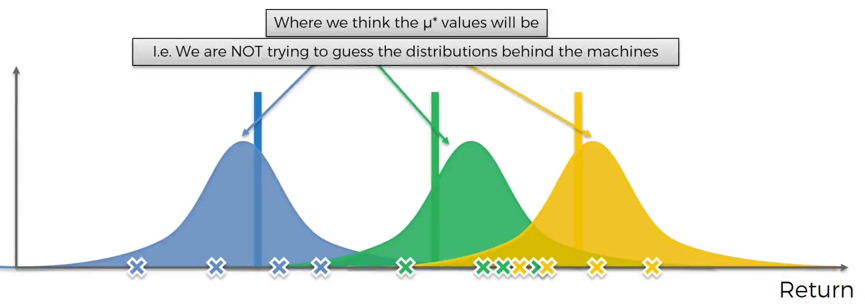 Where we think the µ* values will be
I.e. We are NOT trying to guess the distributions behind the machines
Return